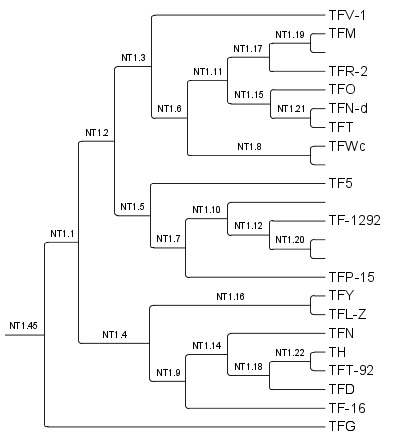 TFV-1
NT1.19 TFM
NT1.3 NT1.17
NT1.11 TFR-2
NT1.15 TFO
NT1.6 NT1.21 TFN-d
TFT
NT1.2 NT1.8 TFWc
TF5
NT1.5 NT1.10
NT1.12 TF-1292
NT1.1 NT1.7 NT1.20
TFP-15
NT1.16 TFY
TFL-Z
NT1.45 NT1.4 TFN
NT1.14 NT1.22 TH
NT1.9 NT1.18 TFT-92
TFD
TF-16
TFG